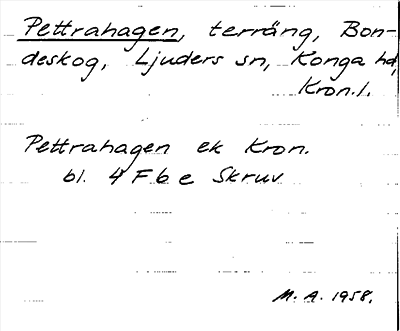 Pettrahagen, terräng, Bon-
deskog, Ljuders sn, Konga hd,
Kron. l.
Pettrahagen ek Kron.
bl. 4 F b e Skruv
M. A. 1958.